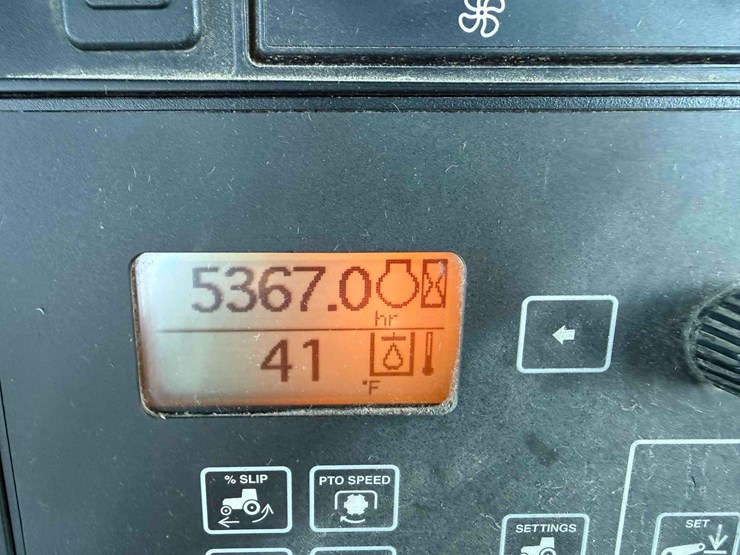 5367.0
hr
41
°F
% SLIP
PTO SPEED
SETTINGS
SET